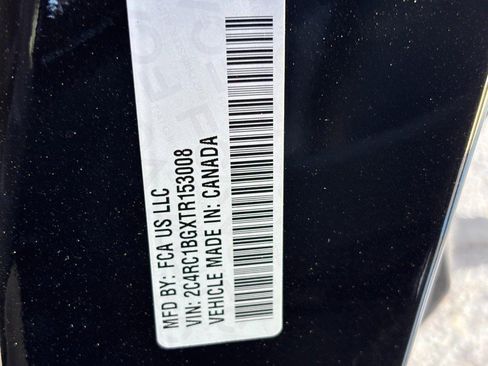 MFD BY: FCA US LLC
VIN: 2C4RC1BGXTR153008
VEHICLE MADE IN: CANADA